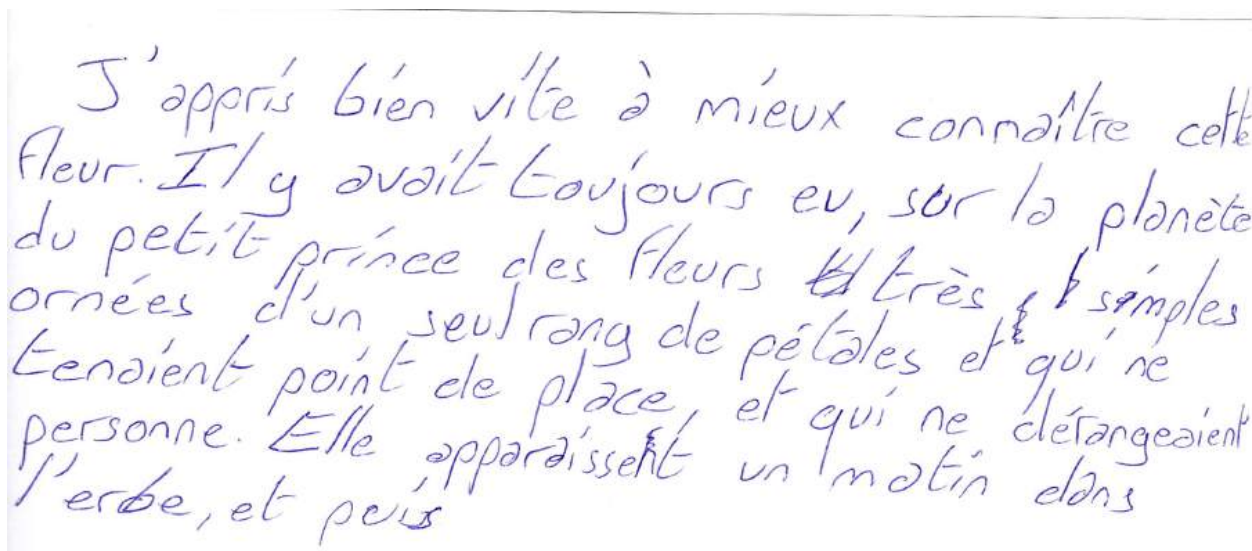 J'appris bien vite à mieux connaître cette
fleur. Il y avait toujours eu, sur la planète
du petit prince des fleurs très simples
ornées d'un seul rang de pétales et qui ne
tenaient point de place, et qui ne dérangeaient
personne. Elle apparaissent un matin dans
l'erbe, et puis